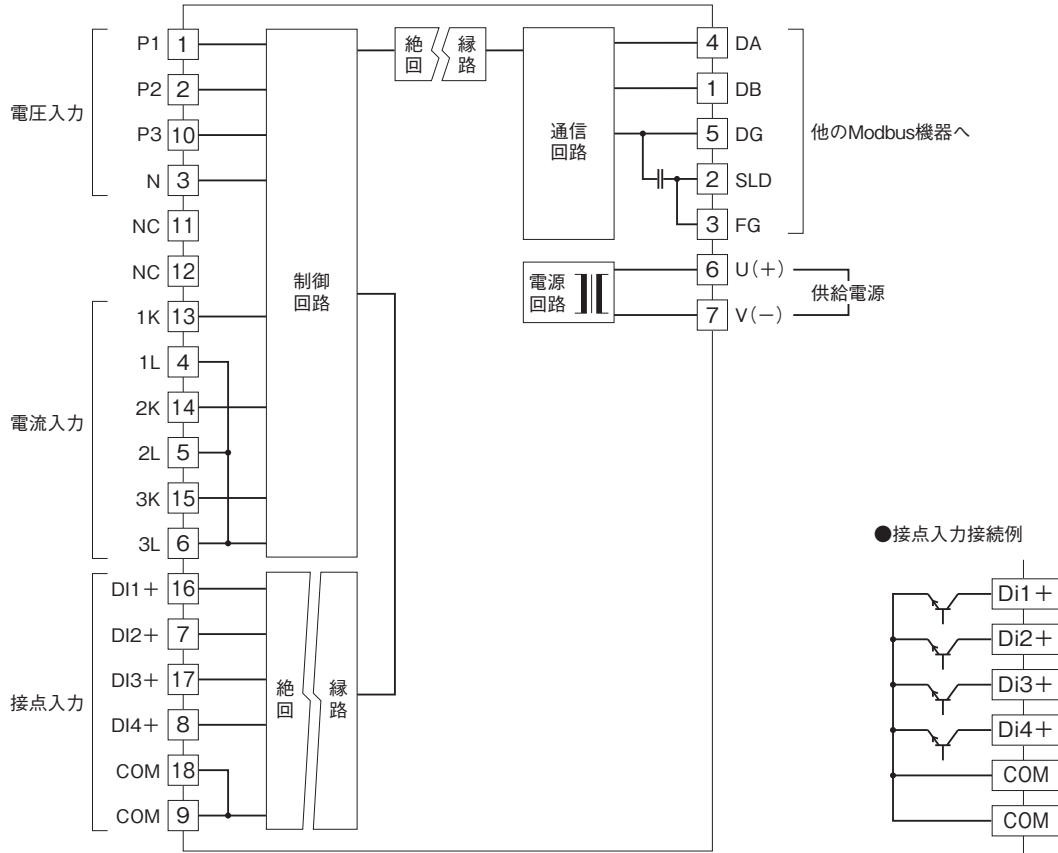 電圧入力
P1 1
P2 2
P3 10
N 3
NC 11
NC 12
電流入力
1K 13
1L 4
2K 14
2L 5
3K 15
3L 6
接点入力
DI1+ 16
DI2+ 7
DI3+ 17
DI4+ 8
COM 18
COM 9
制御
回路
絶縁
回路
絶縁
回路
通信
回路
電源
回路
4 DA
1 DB
5 DG
2 SLD
3 FG
他のModbus機器へ
6 U(+)
7 V(−)
供給電源
●接点入力接続例
Di1+
Di2+
Di3+
Di4+
COM
COM